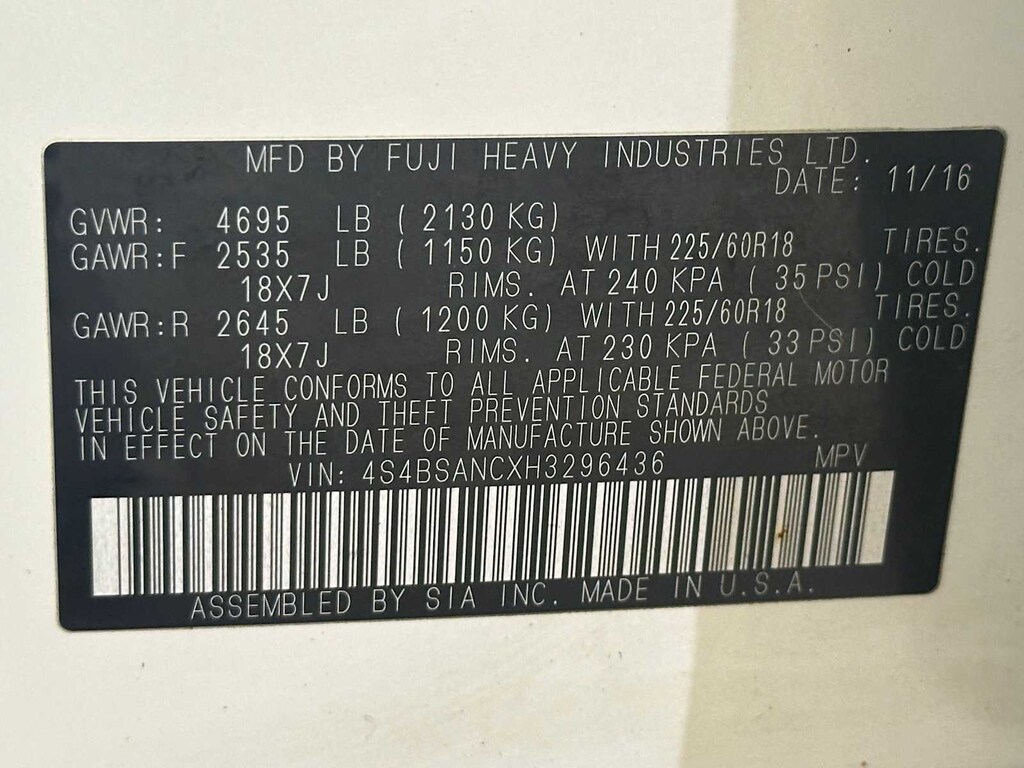 MFD BY FUJI HEAVY INDUSTRIES LTD.
DATE: 11/16
GVWR: 4695 LB ( 2130 KG)
GAWR:F 2535 LB ( 1150 KG) WITH 225/60R18 TIRES.
18X7J RIMS. AT 240 KPA ( 35 PSI) COLD
GAWR:R 2645 LB ( 1200 KG) WITH 225/60R18 TIRES.
18X7J RIMS. AT 230 KPA ( 33 PSI) COLD
THIS VEHICLE CONFORMS TO ALL APPLICABLE FEDERAL MOTOR
VEHICLE SAFETY AND THEFT PREVENTION STANDARDS
IN EFFECT ON THE DATE OF MANUFACTURE SHOWN ABOVE.
VIN: 4S4BSANCXH3296436 MPV
ASSEMBLED BY SIA INC. MADE IN U.S.A.